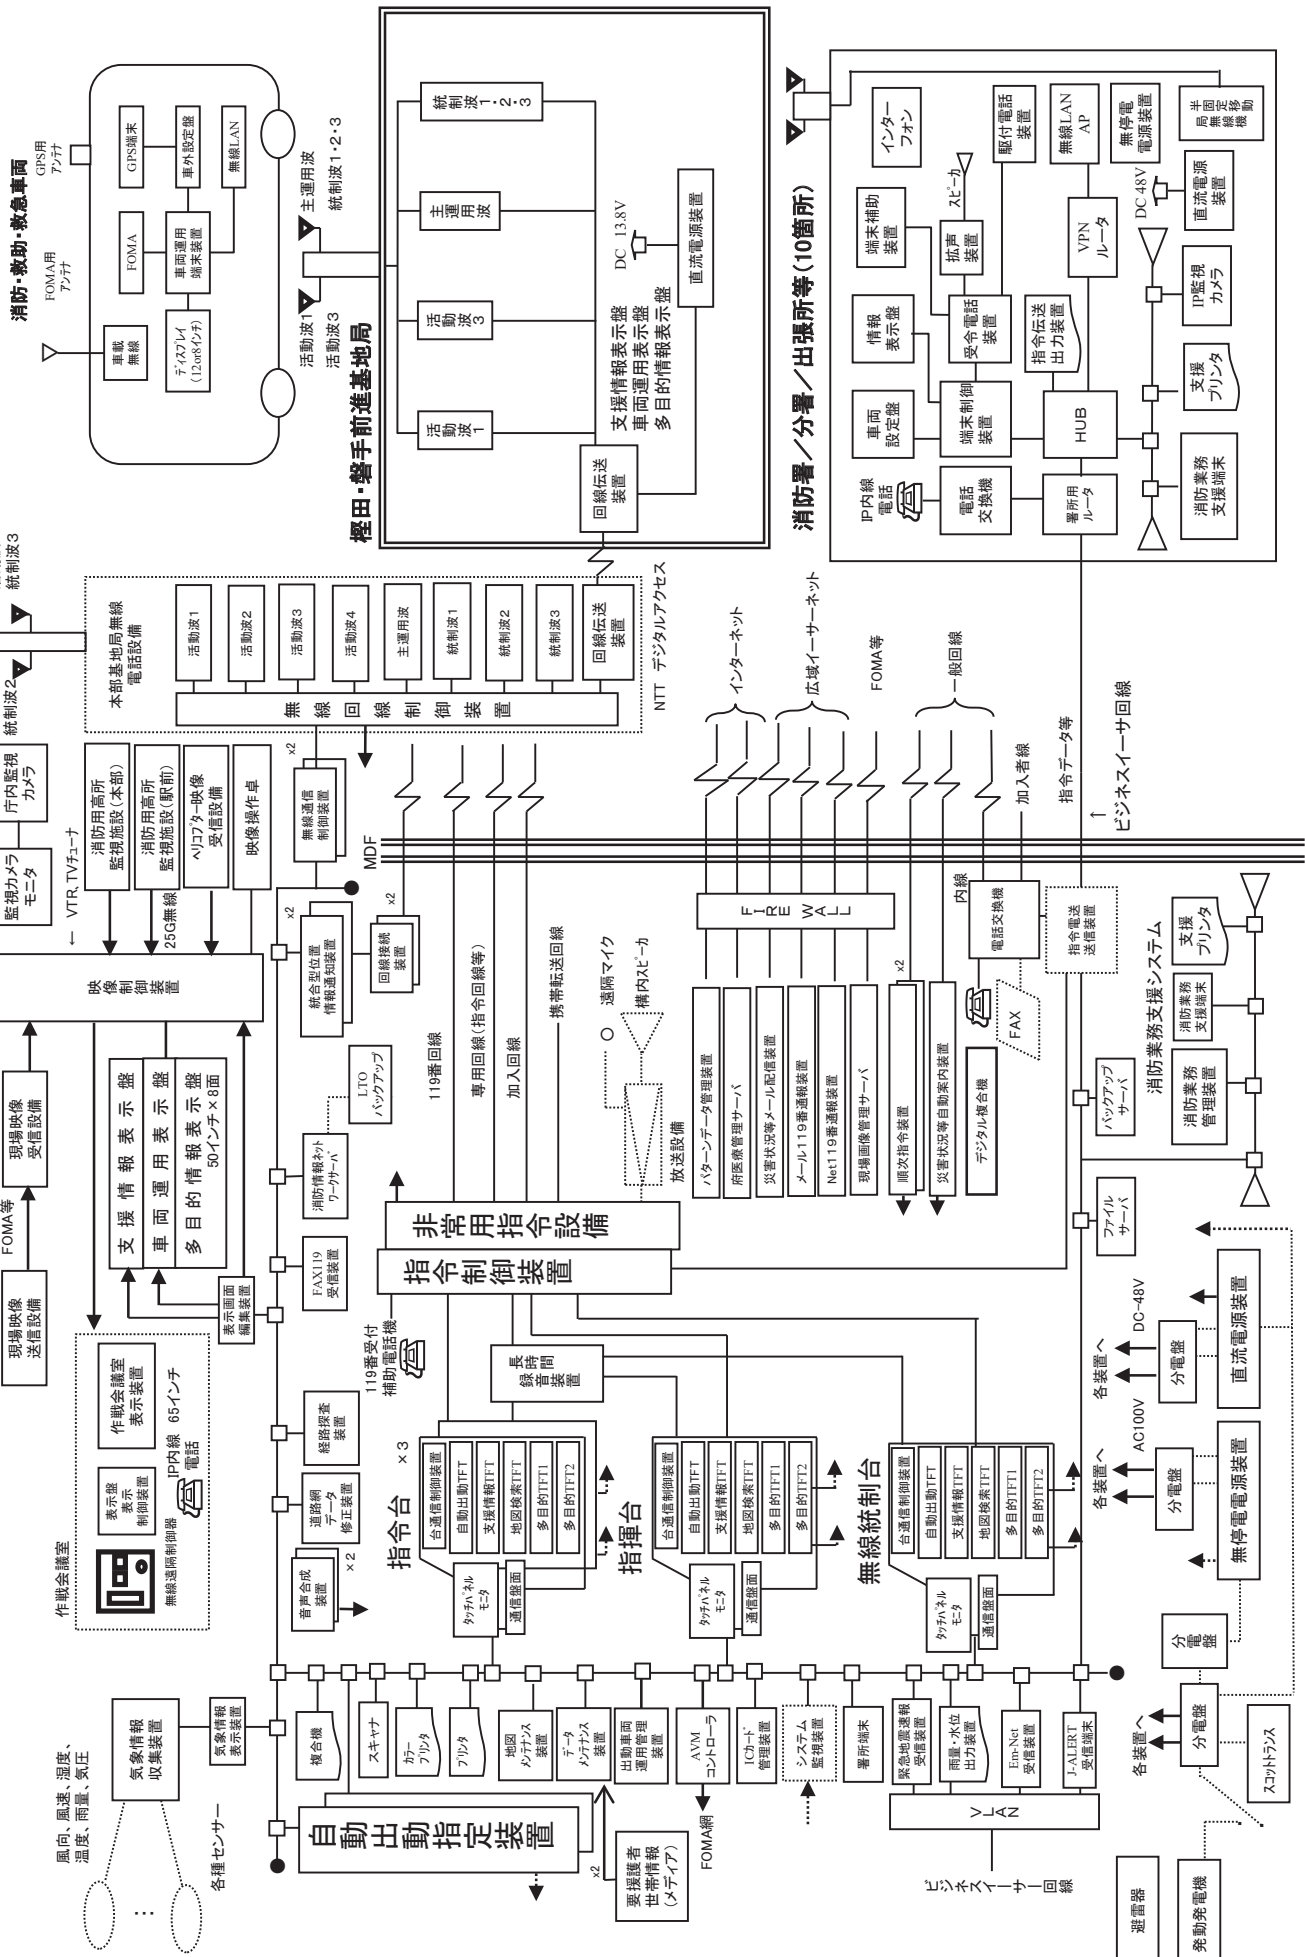 消防・救助・救急車両
GPS用
アンテナ
FOMA用
アンテナ
GPS端末
車外設定盤
無線LAN
FOMA
車両運用
端末装置
車載
無線
ディスプレイ
(12or8インチ)
主運用波
統制波1・2・3
活動波1
活動波3
樫田・磐手前進基地局
統制波
1・2・3
主運用波
活動波3
活動波1
DC 13.8V
直流電源装置
支援情報表示盤
車両運用表示盤
多目的情報表示盤
回線伝送
装置
消防署／分署／出張所等(10箇所)
インター
フォン
駆付電話
装置
無線LAN
AP
無停電
電源装置
半固定移動
局無線機
端末補助
装置
スピーカ
拡声
装置
VPN
ルータ
DC 48V
直流電源
装置
情報
表示盤
受令電話
装置
指令伝送
出力装置
IP監視
カメラ
車両
設定盤
端末制御
装置
HUB
支援
プリンタ
IP内線
電話
電話
交換機
署所用
ルータ
消防業務
支援端末
統制波3
統制波2
本部基地局無線
電話設備
活動波1
活動波2
活動波3
活動波4
主運用波
統制波1
統制波2
統制波3
回線伝送
装置
無線回線制御装置
NTT デジタルアクセス
インターネット
広域イーサーネット
FOMA等
一般回線
加入者線
指令データ等
ビジネスイーサ回線
↑
MDF
庁内監視
カメラ
監視カメラ
モニタ
VTR、TVチューナ
↓
消防用高所
監視施設(本部)
消防用高所
監視施設(駅前)
25G無線
ヘリコプター映像
受信設備
映像操作卓
x2
無線通信
制御装置
x2
統合型位置
情報通知装置
x2
回線接続
装置
映像制御装置
現場映像
受信設備
FOMA等
現場映像
送信設備
支援情報表示盤
車両運用表示盤
多目的情報表示盤
50インチ×8面
表示画面
編集装置
LTO
バックアップ
消防情報ネット
ワークサーバ
FAX119
受信装置
119番回線
専用回線(指令回線等)
加入回線
携帯転送回線
遠隔マイク
構内スピーカ
放送設備
FIRE WALL
パターンデータ管理装置
府医療管理サーバ
災害状況等メール配信装置
メール119番通報装置
Net119番通報装置
現場画像管理サーバ
x2
順次指令装置
災害状況等自動案内装置
デジタル複合機
内線
電話交換機
FAX
指令電送
送信装置
消防業務支援システム
支援
プリンタ
消防業務
支援端末
消防業務
管理装置
バックアップ
サーバ
ファイル
サーバ
非常用指令設備
指令制御装置
作戦会議室
作戦会議室
表示装置
65インチ
表示盤
表示
制御装置
IP内線
電話
無線遠隔制御器
経路探査
装置
道路網
データ
修正装置
音声合成
装置
×2
119番受付
補助電話機
長時間
録音装置
指令台
×3
台通信制御装置
自動出動TFT
支援情報TFT
地図検索TFT
多目的TFT1
多目的TFT2
タッチパネル
モニタ
通信盤面
指揮台
台通信制御装置
自動出動TFT
支援情報TFT
地図検索TFT
多目的TFT1
多目的TFT2
タッチパネル
モニタ
通信盤面
無線統制台
台通信制御装置
自動出動TFT
支援情報TFT
地図検索TFT
多目的TFT1
多目的TFT2
タッチパネル
モニタ
通信盤面
DC-48V
各装置へ
分電盤
直流電源装置
AC100V
各装置へ
分電盤
無停電電源装置
分電盤
各装置へ
分電盤
スコットトランス
避雷器
発動発電機
風向、風速、湿度、
温度、雨量、気圧
気象情報
収集装置
気象情報
表示装置
各種センサー
複合機
スキャナ
カラー
プリンタ
プリンタ
地図
メンテナンス
装置
データ
メンテナンス
装置
出動車両
運用管理
装置
AVM
コントローラ
ICカード
管理装置
システム
監視装置
署所端末
緊急地震速報
受信装置
雨量・水位
出力装置
Em-Net
受信装置
J-ALERT
受信端末
自動出動指定装置
x2
要援護者
世帯情報
(メディア)
FOMA網
VLAN
ビジネスイーサー回線